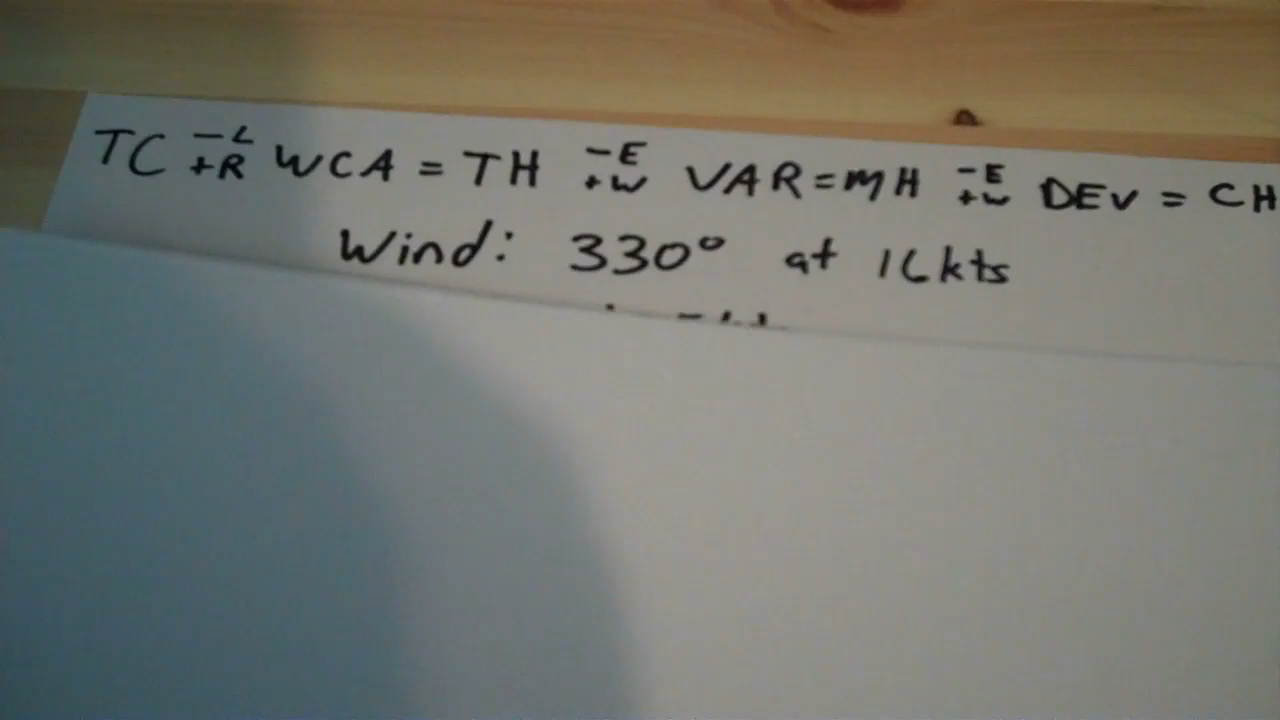 TC -L +R WCA = TH -E +W VAR = MH -E +W DEV = CH
Wind: 330° at 16kts